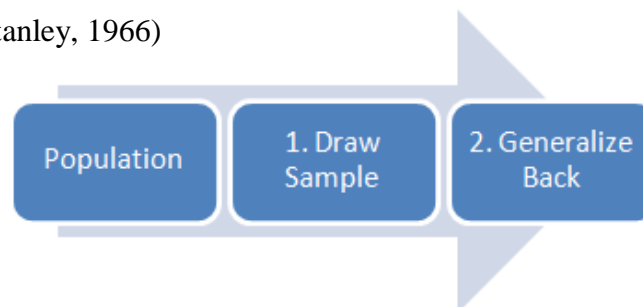 tanley, 1966)
Population
1. Draw
Sample
2. Generalize
Back